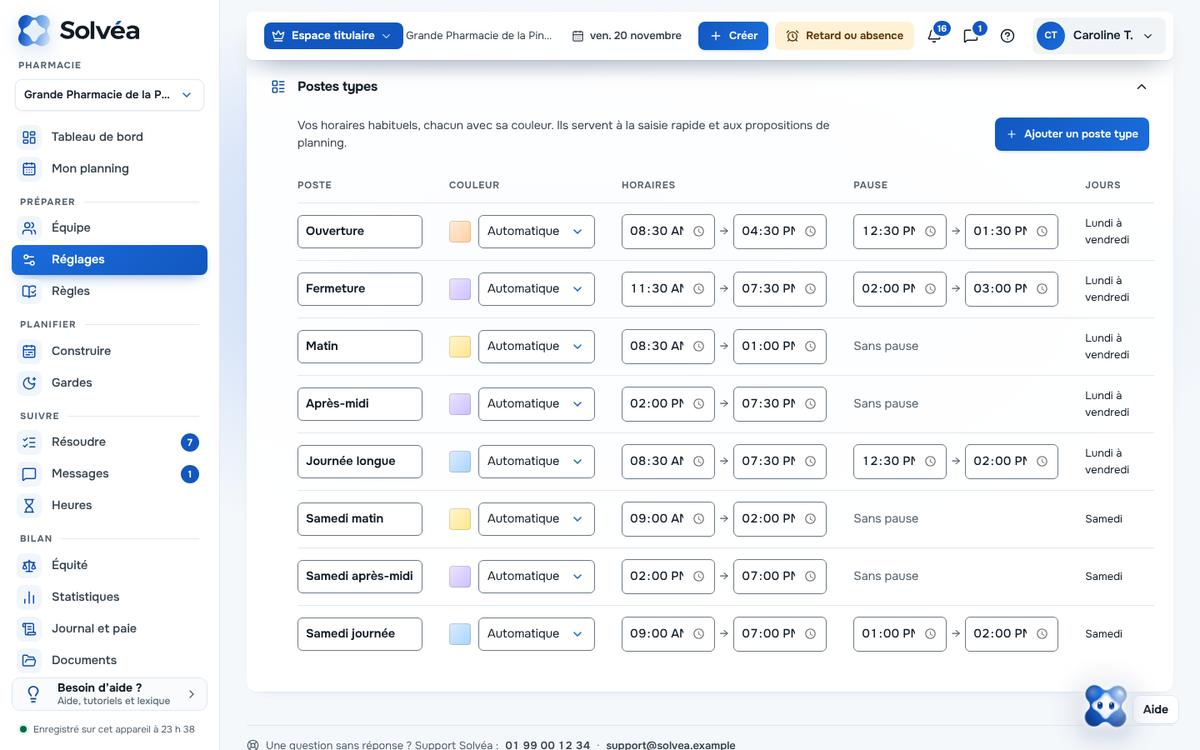 Solvéa
Espace titulaire
Grande Pharmacie de la Pin...
ven. 20 novembre
Créer
Retard ou absence
16
1
CT
Caroline T.
PHARMACIE
Grande Pharmacie de la P...
Tableau de bord
Mon planning
PRÉPARER
Équipe
Réglages
Règles
PLANIFIER
Construire
Gardes
SUIVRE
Résoudre 7
Messages 1
Heures
BILAN
Équité
Statistiques
Journal et paie
Documents
Besoin d'aide ?
Aide, tutoriels et lexique
Enregistré sur cet appareil à 23 h 38
Postes types
Vos horaires habituels, chacun avec sa couleur. Ils servent à la saisie rapide et aux propositions de
planning.
Ajouter un poste type
POSTE COULEUR HORAIRES PAUSE JOURS
Ouverture Automatique 08:30 AM → 04:30 PM 12:30 PM → 01:30 PM Lundi à
vendredi
Fermeture Automatique 11:30 AM → 07:30 PM 02:00 PM → 03:00 PM Lundi à
vendredi
Matin Automatique 08:30 AM → 01:00 PM Sans pause Lundi à
vendredi
Après-midi Automatique 02:00 PM → 07:30 PM Sans pause Lundi à
vendredi
Journée longue Automatique 08:30 AM → 07:30 PM 12:30 PM → 02:00 PM Lundi à
vendredi
Samedi matin Automatique 09:00 AM → 02:00 PM Sans pause Samedi
Samedi après-midi Automatique 02:00 PM → 07:00 PM Sans pause Samedi
Samedi journée Automatique 09:00 AM → 07:00 PM 01:00 PM → 02:00 PM Samedi
Aide
Une question sans réponse ? Support Solvéa : 01 99 00 12 34 · support@solvea.example